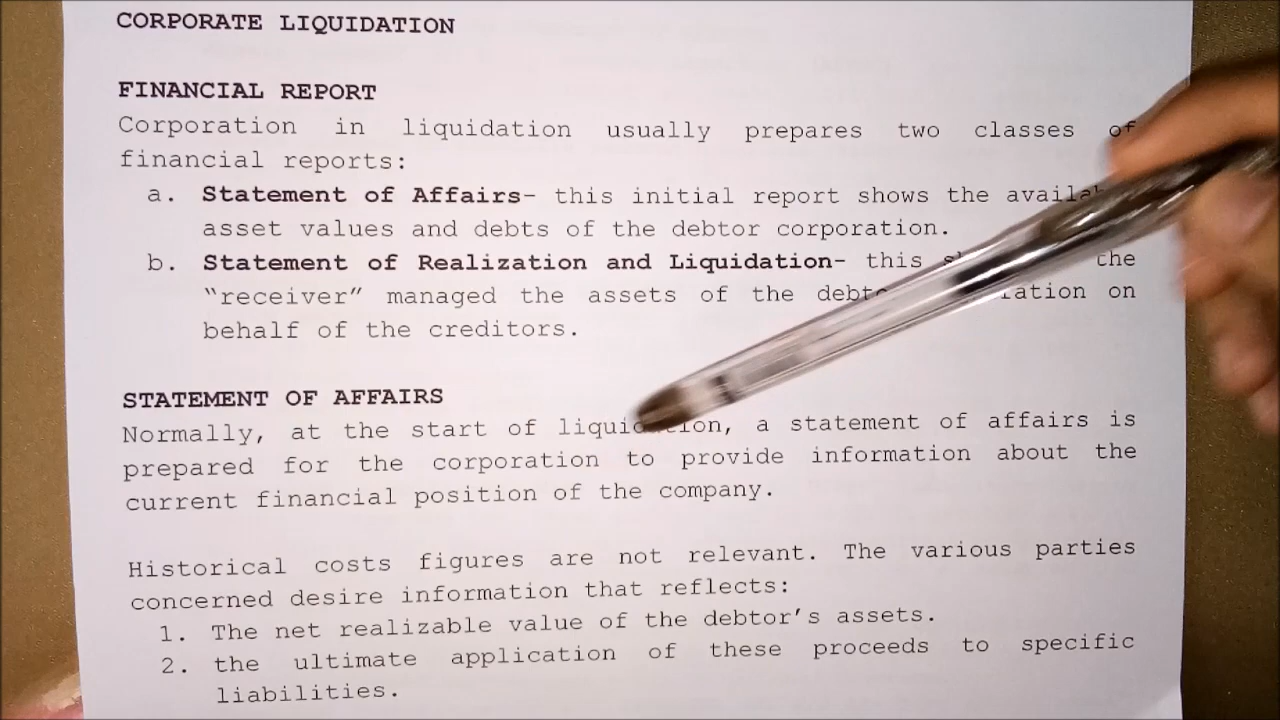 CORPORATE LIQUIDATION
FINANCIAL REPORT
Corporation in liquidation usually prepares two classes of
financial reports:
a. Statement of Affairs- this initial report shows the
asset values and debts of the debtor corporation.
b. Statement of Realization and Liquidation- this the
"receiver" managed the assets of the on
behalf of the creditors.
STATEMENT OF AFFAIRS
Normally, at the start of liquidation, a statement of affairs is
prepared for the corporation to provide information about the
current financial position of the company.
Historical costs figures are not relevant. The various parties
concerned desire information that reflects:
1. The net realizable value of the debtor's assets.
2. the ultimate application of these proceeds to specific
liabilities.